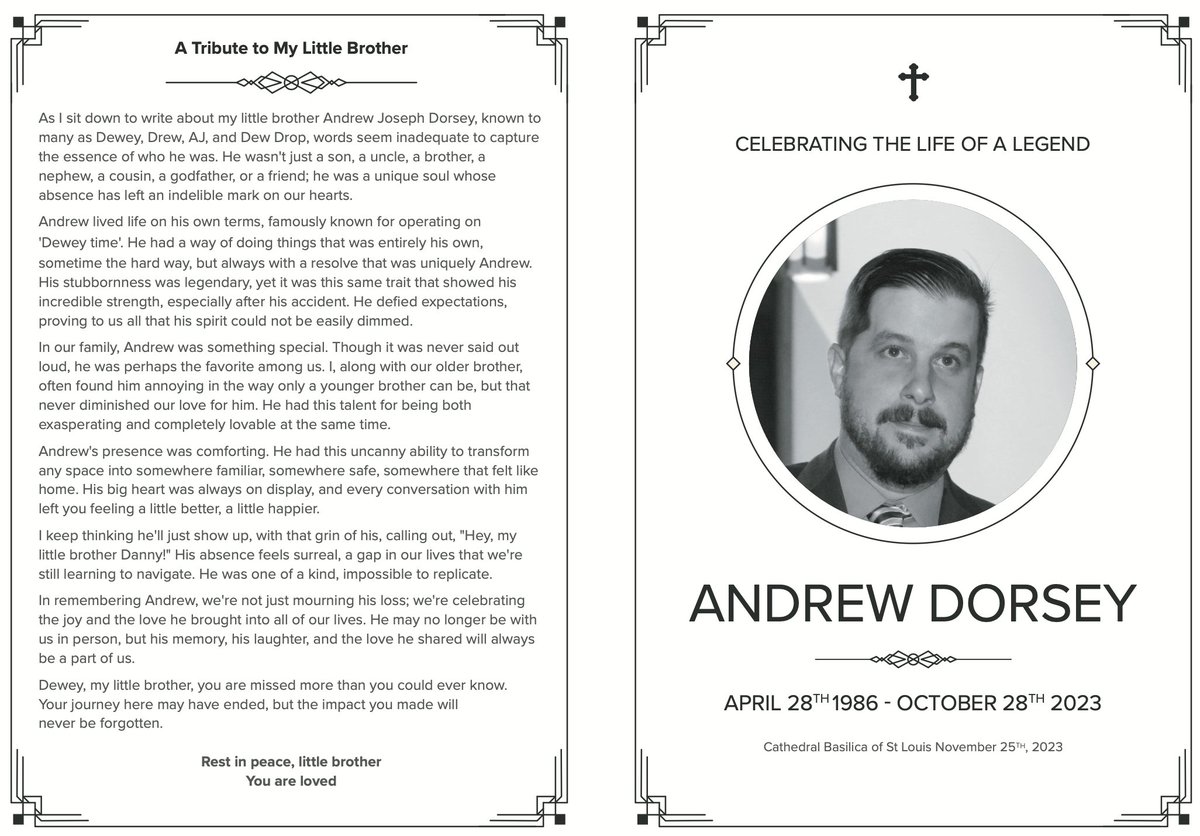 A Tribute to My Little Brother
As I sit down to write about my little brother Andrew Joseph Dorsey, known to
many as Dewey, Drew, AJ, and Dew Drop, words seem inadequate to capture
the essence of who he was. He wasn't just a son, a uncle, a brother, a
nephew, a cousin, a godfather, or a friend; he was a unique soul whose
absence has left an indelible mark on our hearts.
Andrew lived life on his own terms, famously known for operating on
'Dewey time'. He had a way of doing things that was entirely his own,
sometime the hard way, but always with a resolve that was uniquely Andrew.
His stubbornness was legendary, yet it was this same trait that showed his
incredible strength, especially after his accident. He defied expectations,
proving to us all that his spirit could not be easily dimmed.
In our family, Andrew was something special. Though it was never said out
loud, he was perhaps the favorite among us. I, along with our older brother,
often found him annoying in the way only a younger brother can be, but that
never diminished our love for him. He had this talent for being both
exasperating and completely lovable at the same time.
Andrew's presence was comforting. He had this uncanny ability to transform
any space into somewhere familiar, somewhere safe, somewhere that felt like
home. His big heart was always on display, and every conversation with him
left you feeling a little better, a little happier.
I keep thinking he'll just show up, with that grin of his, calling out, "Hey, my
little brother Danny!" His absence feels surreal, a gap in our lives that we're
still learning to navigate. He was one of a kind, impossible to replicate.
In remembering Andrew, we're not just mourning his loss; we're celebrating
the joy and the love he brought into all of our lives. He may no longer be with
us in person, but his memory, his laughter, and the love he shared will always
be a part of us.
Dewey, my little brother, you are missed more than you could ever know.
Your journey here may have ended, but the impact you made will
never be forgotten.
Rest in peace, little brother
You are loved
CELEBRATING THE LIFE OF A LEGEND
ANDREW DORSEY
APRIL 28TH 1986 - OCTOBER 28TH 2023
Cathedral Basilica of St Louis November 25TH, 2023